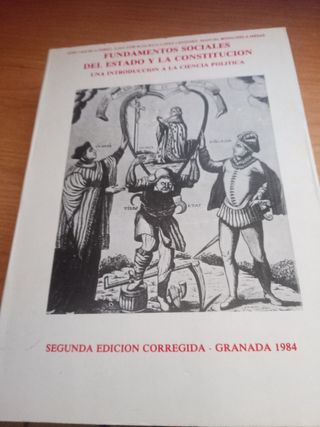 FUNDAMENTOS SOCIALES
DEL ESTADO Y LA CONSTITUCION
UNA INTRODUCCION A LA CIENCIA POLITICA
SEGUNDA EDICION CORREGIDA - GRANADA 1984